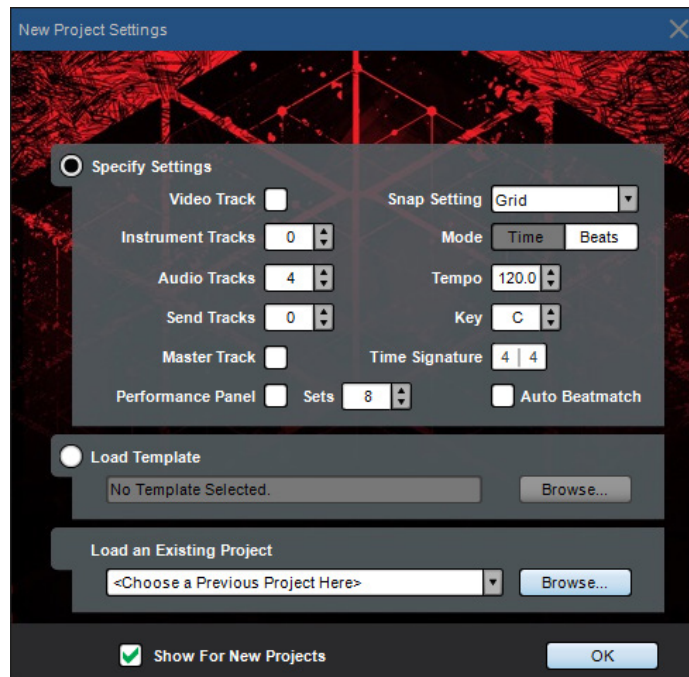 New Project Settings
Specify Settings
Video Track Snap Setting Grid
Instrument Tracks 0 Mode Time Beats
Audio Tracks 4 Tempo 120.0
Send Tracks 0 Key C
Master Track Time Signature 4 | 4
Performance Panel Sets 8 Auto Beatmatch
Load Template
No Template Selected. Browse...
Load an Existing Project
<Choose a Previous Project Here> Browse...
Show For New Projects OK